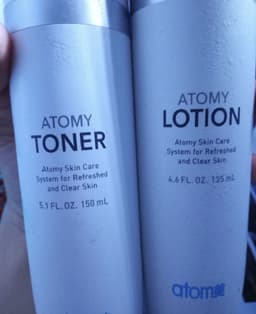 ATOMY
TONER
Atomy Skin Care
System for Refreshed
and Clear Skin
5.1 FL. OZ. 150 mL
ATOMY
LOTION
Atomy Skin Care
System for Refreshed
and Clear Skin
4.6 FL. OZ. 135 mL